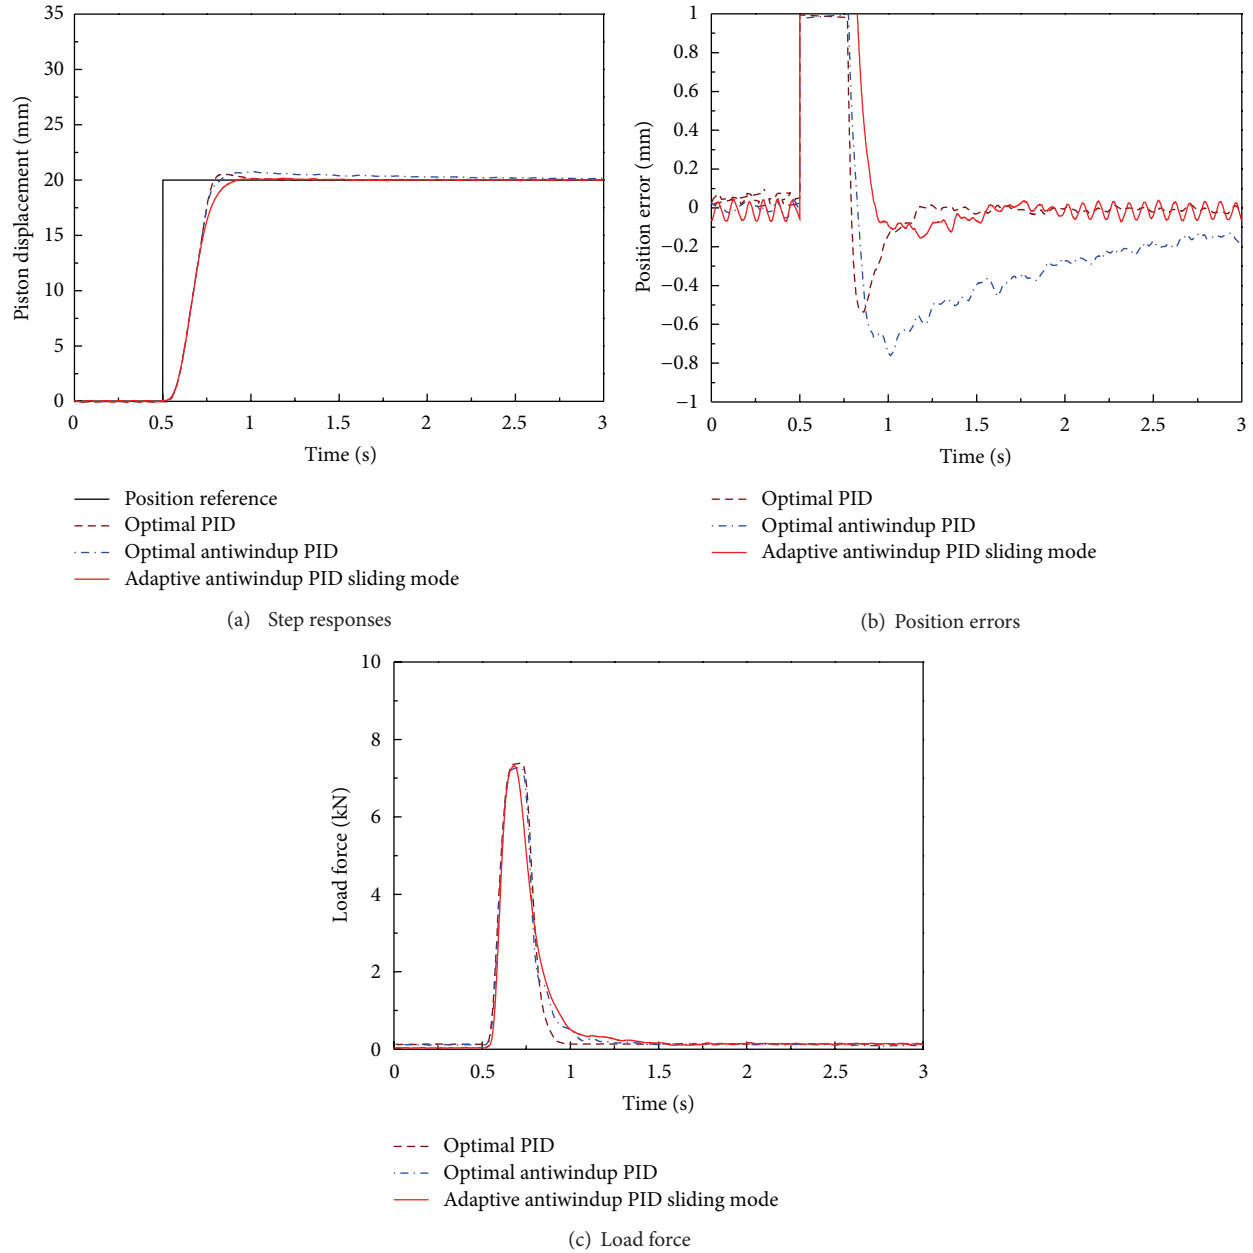 35
30
25
20
15
10
5
0
Piston displacement (mm)
0
0.5
1
1.5
2
2.5
3
Time (s)
Position reference
Optimal PID
Optimal antiwindup PID
Adaptive antiwindup PID sliding mode
(a) Step responses
1
0.8
0.6
0.4
0.2
0
−0.2
−0.4
−0.6
−0.8
−1
Position error (mm)
0
0.5
1
1.5
2
2.5
3
Time (s)
Optimal PID
Optimal antiwindup PID
Adaptive antiwindup PID sliding mode
(b) Position errors
10
8
6
4
2
0
Load force (kN)
0
0.5
1
1.5
2
2.5
3
Time (s)
Optimal PID
Optimal antiwindup PID
Adaptive antiwindup PID sliding mode
(c) Load force